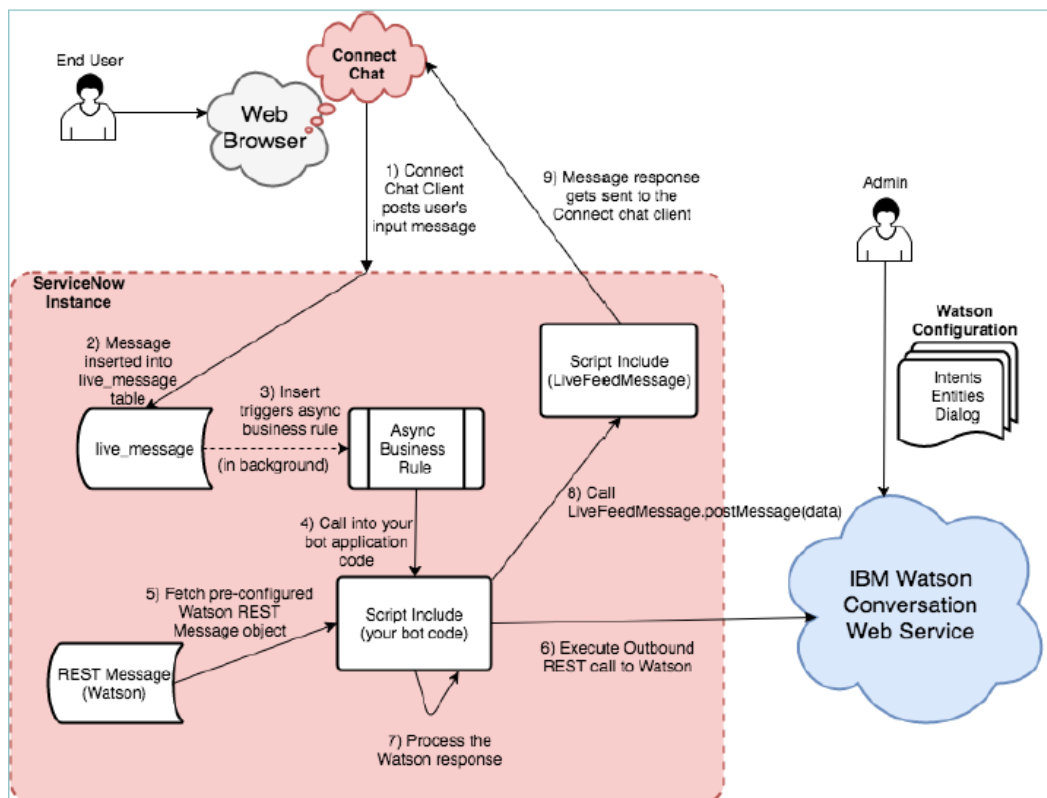 End User
Connect
Chat
Web
Browser
1) Connect
Chat Client
posts user's
input message
9) Message response
gets sent to the
Connect chat client
Admin
ServiceNow
Instance
Watson
Configuration
Intents
Entities
Dialog
2) Message
inserted into
live_message
table
3) Insert
triggers async
business rule
(in background)
live_message
Async
Business
Rule
Script Include
(LiveFeedMessage)
4) Call into your
bot application
code
8) Call
LiveFeedMessage.postMessage(data)
5) Fetch pre-configured
Watson REST
Message object
Script Include
(your bot code)
IBM Watson
Conversation
Web Service
REST Message
(Watson)
6) Execute Outbound
REST call to Watson
7) Process the
Watson response